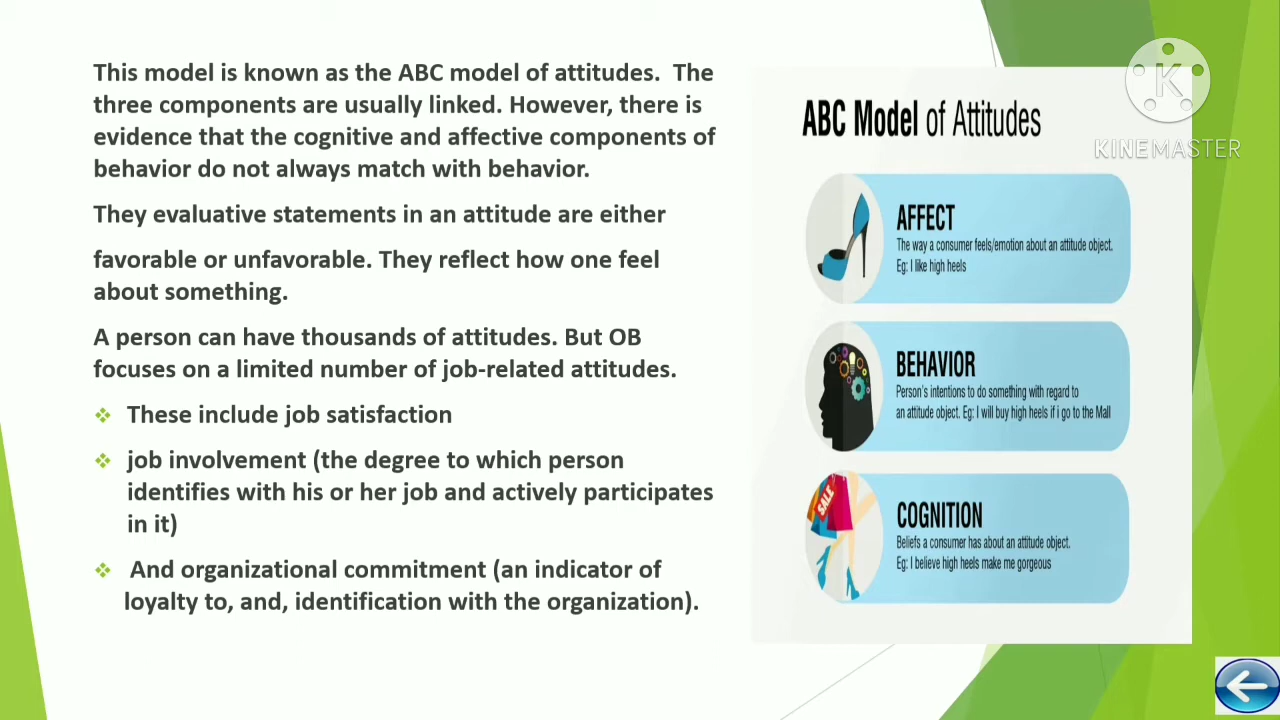 This model is known as the ABC model of attitudes. The
three components are usually linked. However, there is
evidence that the cognitive and affective components of
behavior do not always match with behavior.
They evaluative statements in an attitude are either
favorable or unfavorable. They reflect how one feel
about something.
A person can have thousands of attitudes. But OB
focuses on a limited number of job-related attitudes.
These include job satisfaction
job involvement (the degree to which person
identifies with his or her job and actively participates
in it)
And organizational commitment (an indicator of
loyalty to, and, identification with the organization).
ABC Model of Attitudes
AFFECT
The way a consumer feels/emotion about an attitude object.
Eg: I like high heels
BEHAVIOR
Person's intentions to do something with regard to
an attitude object. Eg: I will buy high heels if i go to the Mall
SALE
COGNITION
Beliefs a consumer has about an attitude object.
Eg: I believe high heels make me gorgeous
K
KINEMASTER